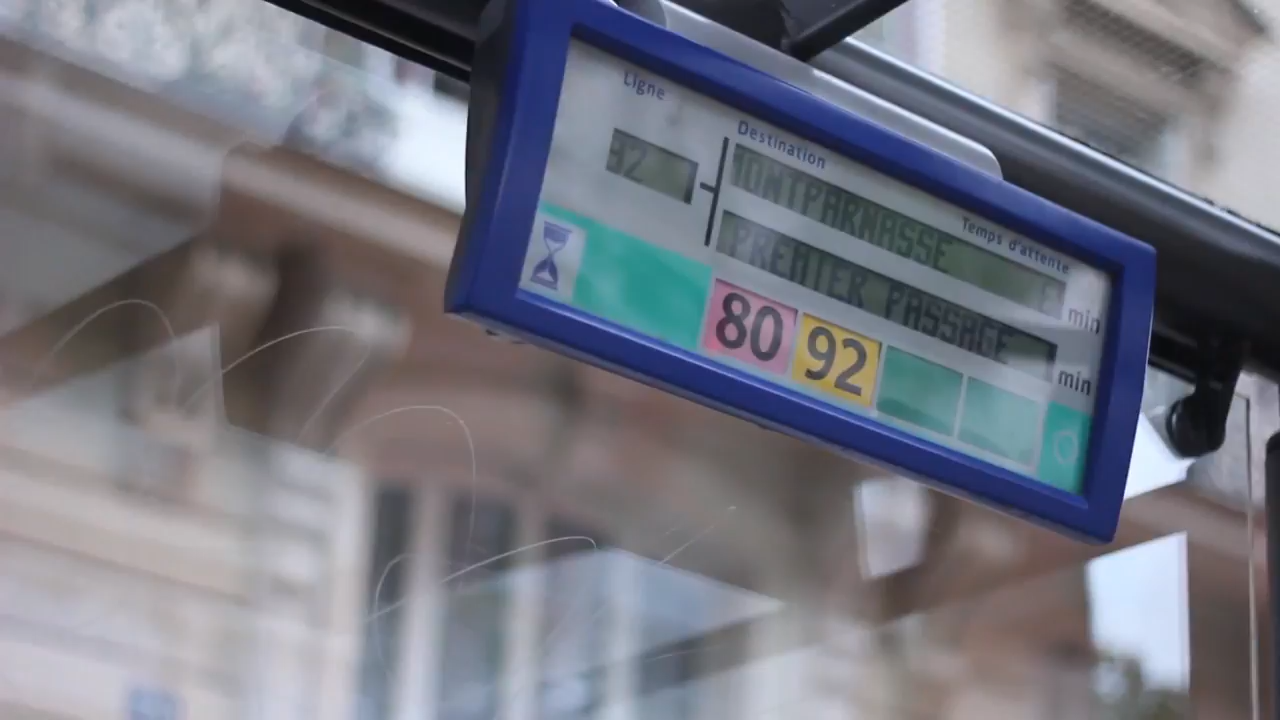 Ligne
Destination
92
MONTPARNASSE
Temps d'attente
min
PREMIER PASSAGE
min
80 92